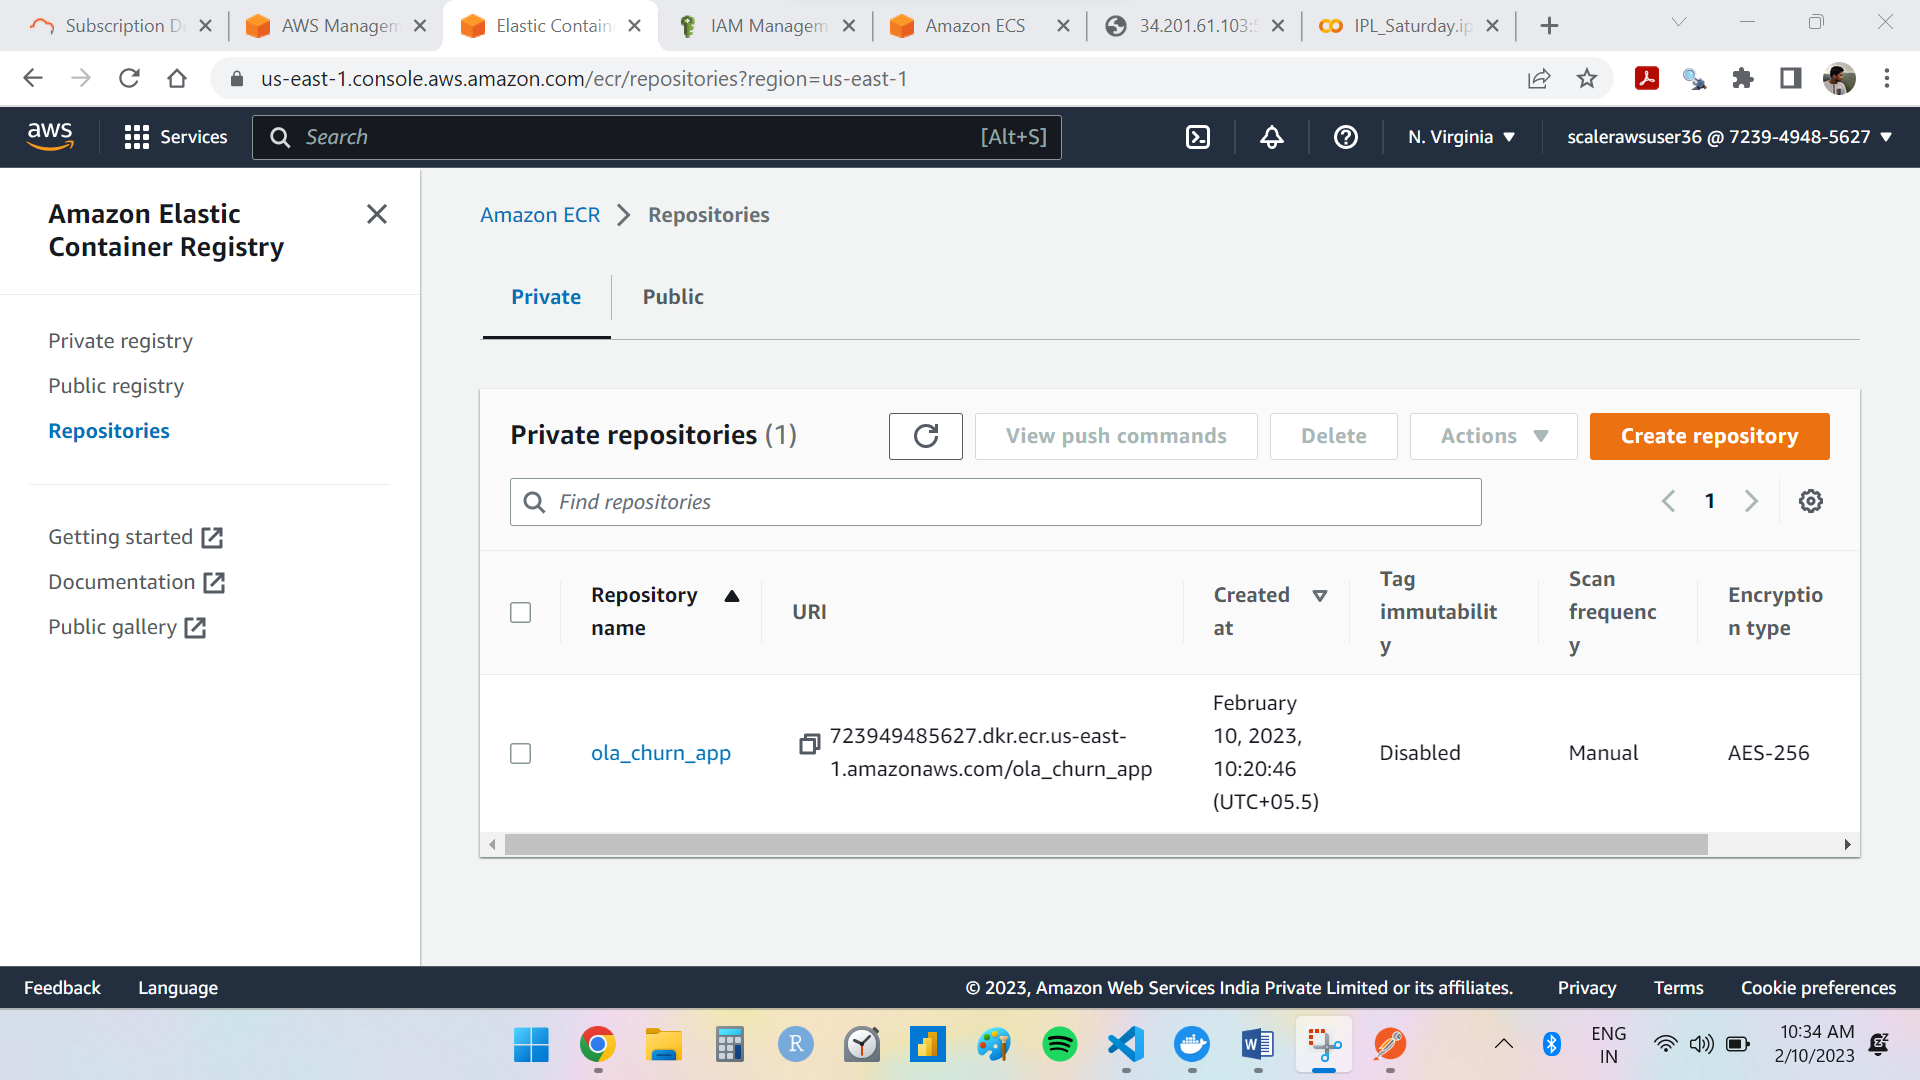 Subscription De
AWS Managem
Elastic Contain
IAM Managem
Amazon ECS
34.201.61.103:
IPL_Saturday.ip
us-east-1.console.aws.amazon.com/ecr/repositories?region=us-east-1
aws
Services
Search
[Alt+S]
N. Virginia
scalerawsuser36 @ 7239-4948-5627
Amazon Elastic
Container Registry
Private registry
Public registry
Repositories
Getting started
Documentation
Public gallery
Amazon ECR
Repositories
Private
Public
Private repositories (1)
View push commands
Delete
Actions
Create repository
Find repositories
1
Repository
name
URI
Created
at
Tag
immutabilit
y
Scan
frequenc
y
Encryptio
n type
ola_churn_app
723949485627.dkr.ecr.us-east-
1.amazonaws.com/ola_churn_app
February
10, 2023,
10:20:46
(UTC+05.5)
Disabled
Manual
AES-256
Feedback
Language
© 2023, Amazon Web Services India Private Limited or its affiliates.
Privacy
Terms
Cookie preferences
R
W
ENG
IN
10:34 AM
2/10/2023